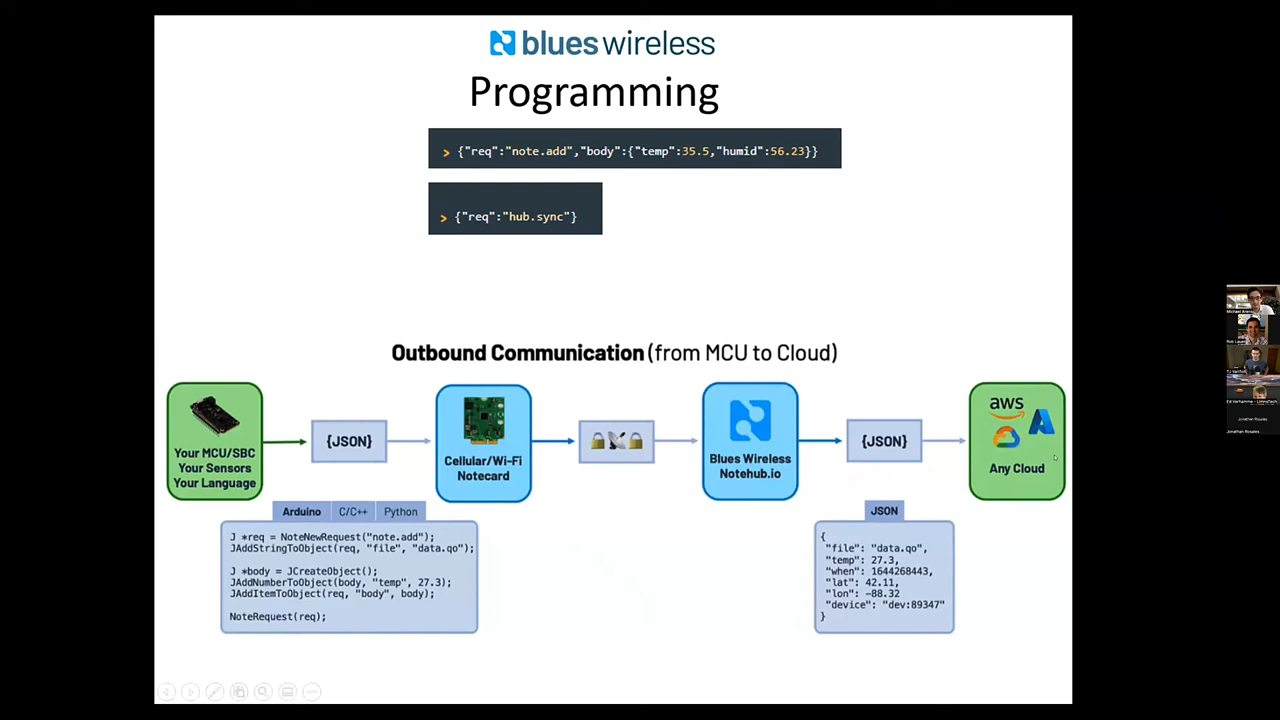 blues wireless
Programming
> {"req":"note.add","body":{"temp":35.5,"humid":56.23}}
> {"req":"hub.sync"}
Outbound Communication (from MCU to Cloud)
Your MCU/SBC
Your Sensors
Your Language
{JSON}
Cellular/Wi-Fi
Notecard
Blues Wireless
Notehub.io
{JSON}
aws
Any Cloud
Arduino
C/C++
Python
J *req = NoteNewRequest("note.add");
JAddStringToObject(req, "file", "data.qo");
J *body = JCreateObject();
JAddNumberToObject(body, "temp", 27.3);
JAddItemToObject(req, "body", body);
NoteRequest(req);
JSON
{
"file": "data.qo",
"temp": 27.3,
"when": 1644268443,
"lat": 42.11,
"lon": -88.32
"device": "dev:89347"
}
Jonathan Rosales
Jonathan Rosales